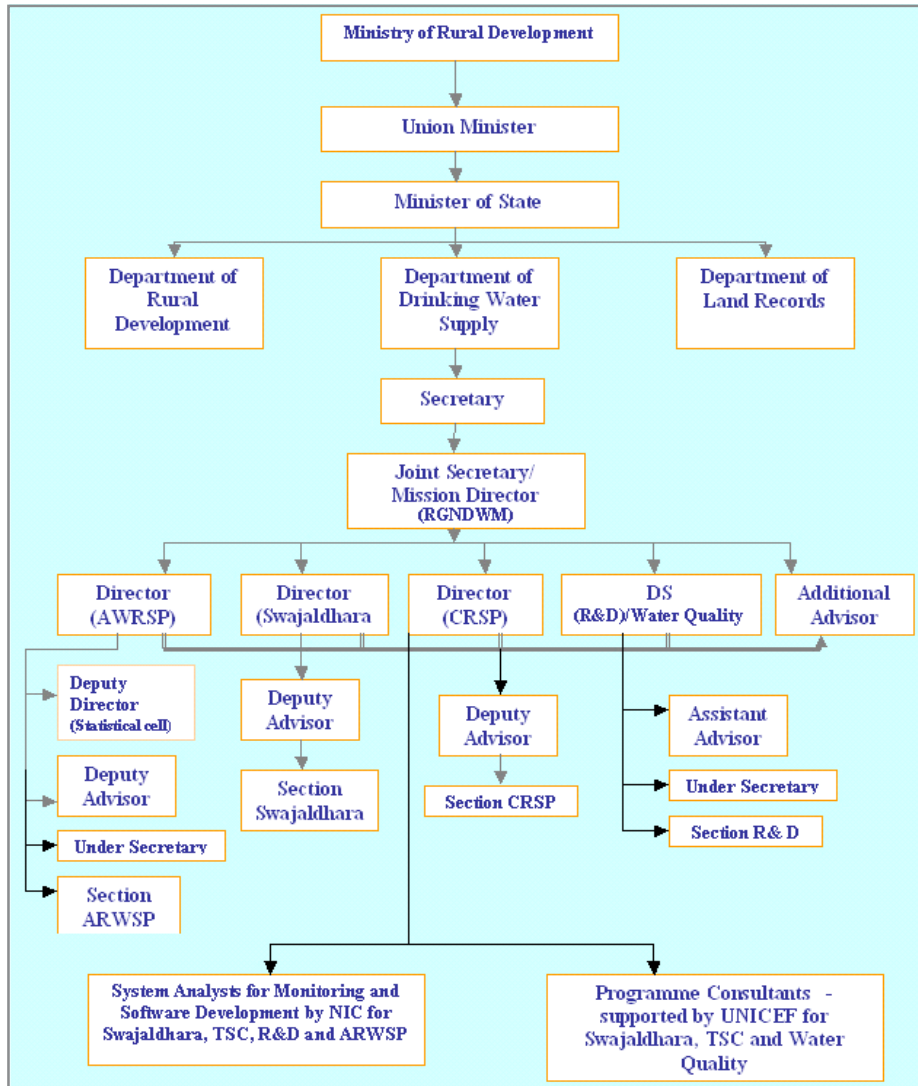 Ministry of Rural Development
Union Minister
Minister of State
Department of
Rural
Development
Department of
Drinking Water
Supply
Department of
Land Records
Secretary
Joint Secretary/
Mission Director
(RGNDWM)
Director
(AWRSP)
Director
(Swajaldhara
Director
(CRSP)
DS
(R&D)/Water Quality
Additional
Advisor
Deputy
Director
(Statistical cell)
Deputy
Advisor
Under Secretary
Section
ARWSP
Deputy
Advisor
Section
Swajaldhara
Deputy
Advisor
Section CRSP
Assistant
Advisor
Under Secretary
Section R& D
System Analysts for Monitoring and
Software Development by NIC for
Swajaldhara, TSC, R&D and ARWSP
Programme Consultants -
supported by UNICEF for
Swajaldhara, TSC and Water
Quality